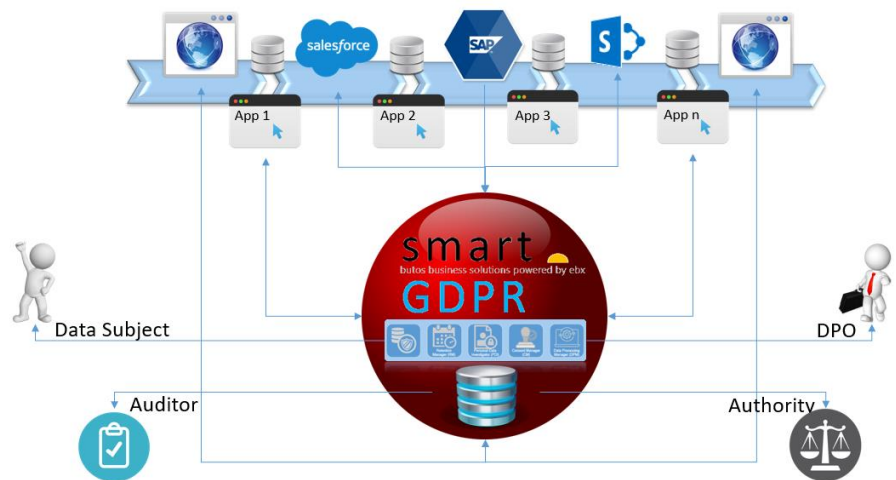 salesforce
SAP
S
App 1
App 2
App 3
App n
smart
butos business solutions powered by ebx
GDPR
Data Subject
DPO
Auditor
Authority